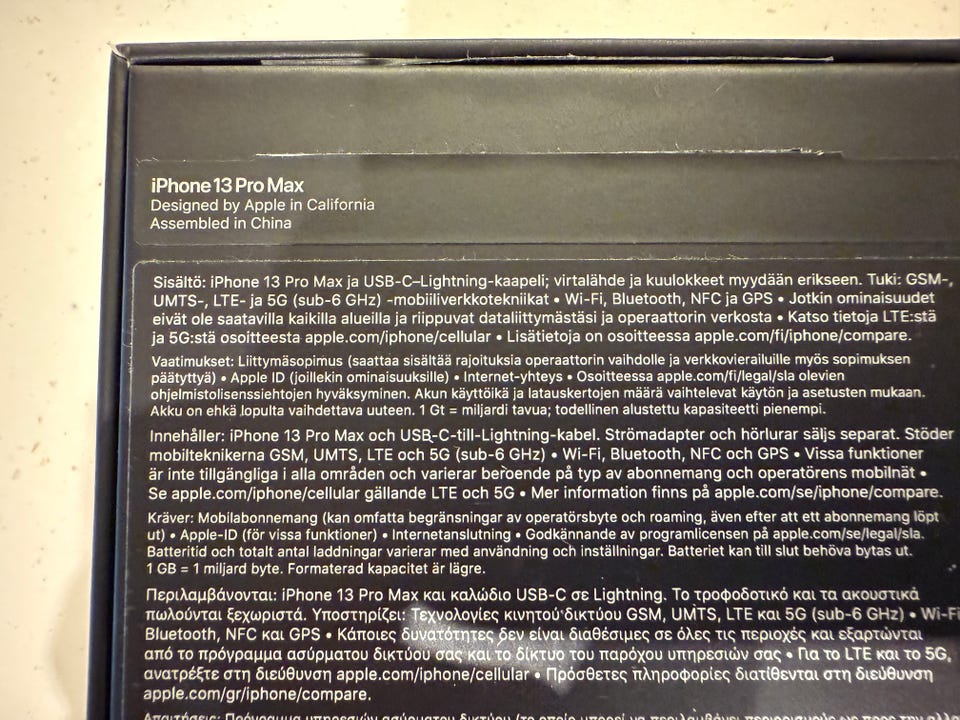 iPhone 13 Pro Max
Designed by Apple in California
Assembled in China
Sisältö: iPhone 13 Pro Max ja USB-C–Lightning-kaapeli; virtalähde ja kuulokkeet myydään erikseen. Tuki: GSM-,
UMTS-, LTE- ja 5G (sub-6 GHz) -mobiiliverkkotekniikat • Wi-Fi, Bluetooth, NFC ja GPS • Jotkin ominaisuudet
eivät ole saatavilla kaikilla alueilla ja riippuvat dataliittymästäsi ja operaattorin verkosta • Katso tietoja LTE:stä
ja 5G:stä osoitteesta apple.com/iphone/cellular • Lisätietoja on osoitteessa apple.com/fi/iphone/compare.
Vaatimukset: Liittymäsopimus (saattaa sisältää rajoituksia operaattorin vaihdolle ja verkkovierailuille myös sopimuksen
päätyttyä) • Apple ID (joillekin ominaisuuksille) • Internet-yhteys • Osoitteessa apple.com/fi/legal/sla olevien
ohjelmistolisenssiehtojen hyväksyminen. Akun käyttöikä ja latauskertojen määrä vaihtelevat käytön ja asetusten mukaan.
Akku on ehkä lopulta vaihdettava uuteen. 1 Gt = miljardi tavua; todellinen alustettu kapasiteetti pienempi.
Innehåller: iPhone 13 Pro Max och USB-C-till-Lightning-kabel. Strömadapter och hörlurar säljs separat. Stöder
mobilteknikerna GSM, UMTS, LTE och 5G (sub-6 GHz) • Wi-Fi, Bluetooth, NFC och GPS • Vissa funktioner
är inte tillgängliga i alla områden och varierar beroende på typ av abonnemang och operatörens mobilnät •
Se apple.com/iphone/cellular gällande LTE och 5G • Mer information finns på apple.com/se/iphone/compare.
Kräver: Mobilabonnemang (kan omfatta begränsningar av operatörsbyte och roaming, även efter att ett abonnemang löpt
ut) • Apple-ID (för vissa funktioner) • Internetanslutning • Godkännande av programlicensen på apple.com/se/legal/sla.
Batteritid och totalt antal laddningar varierar med användning och inställningar. Batteriet kan till slut behöva bytas ut.
1 GB = 1 miljard byte. Formaterad kapacitet är lägre.
Περιλαμβάνονται: iPhone 13 Pro Max και καλώδιο USB-C σε Lightning. Το τροφοδοτικό και τα ακουστικά
πωλούνται ξεχωριστά. Υποστηρίζει: Τεχνολογίες κινητού δικτύου GSM, UMTS, LTE και 5G (sub-6 GHz) • Wi-Fi
Bluetooth, NFC και GPS • Κάποιες δυνατότητες δεν είναι διαθέσιμες σε όλες τις περιοχές και εξαρτώνται
από το πρόγραμμα ασύρματου δικτύου σας και το δίκτυο του παρόχου υπηρεσιών σας • Για το LTE και το 5G,
ανατρέξτε στη διεύθυνση apple.com/iphone/cellular • Πρόσθετες πληροφορίες διατίθενται στη διεύθυνση
apple.com/gr/iphone/compare.
Απαιτήσεις: Πρόγραμμα υπηρεσιών ασύρματου δικτύου (το οποίο μπορεί να περιλαμβάνει περιορισμούς